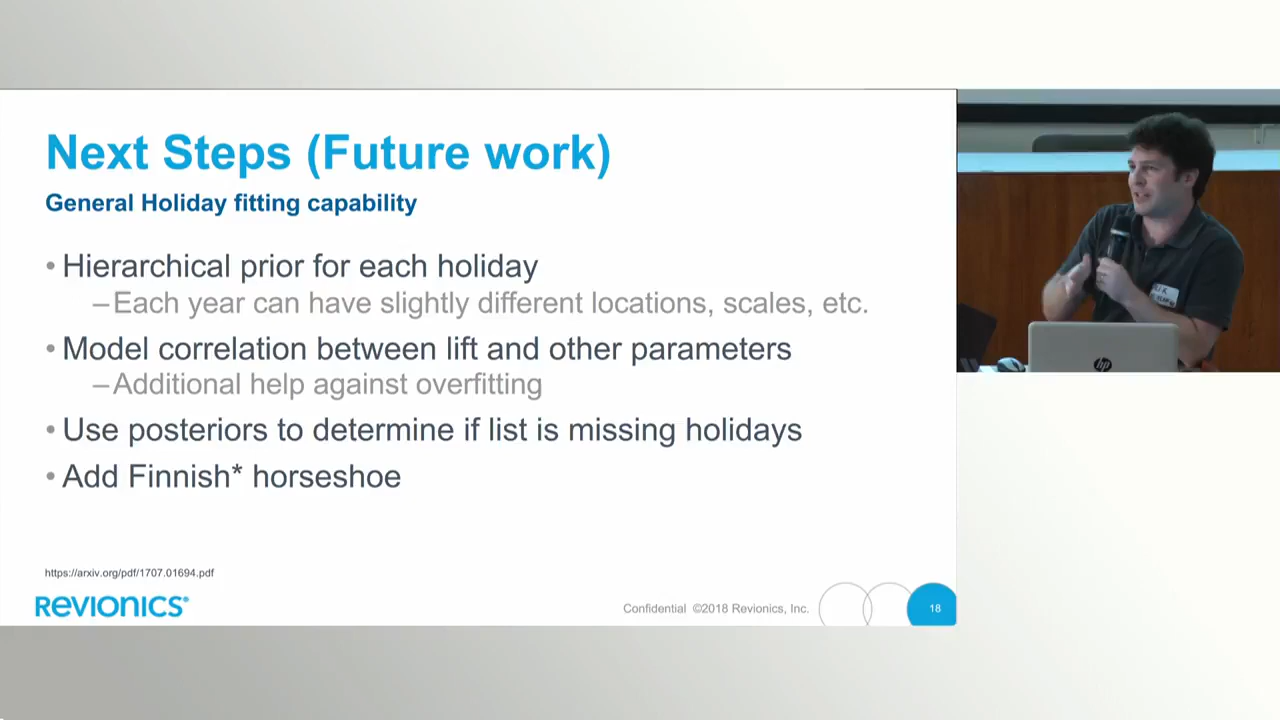 Next Steps (Future work)
General Holiday fitting capability
• Hierarchical prior for each holiday
–Each year can have slightly different locations, scales, etc.
• Model correlation between lift and other parameters
–Additional help against overfitting
• Use posteriors to determine if list is missing holidays
• Add Finnish* horseshoe
https://arxiv.org/pdf/1707.01694.pdf
REVIONICS®
Confidential ©2018 Revionics, Inc.
18
hp